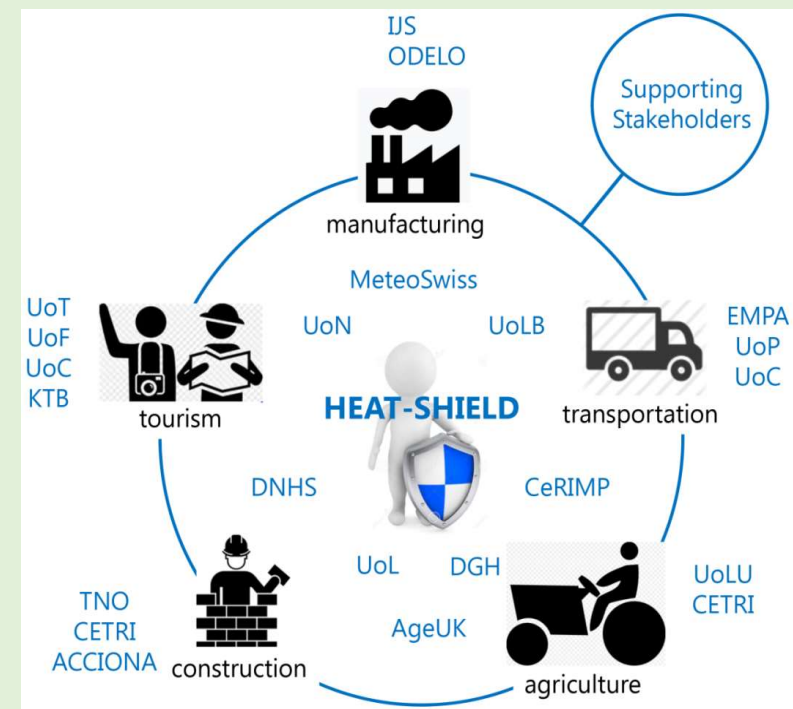 IJS
ODELO
Supporting
Stakeholders
manufacturing
MeteoSwiss
UoN
UoLB
UoT
UoF
UoC
KTB
tourism
HEAT-SHIELD
EMPA
UoP
UoC
transportation
DNHS
CeRIMP
UoL
DGH
AgeUK
TNO
CETRI
ACCIONA
construction
UoLU
CETRI
agriculture